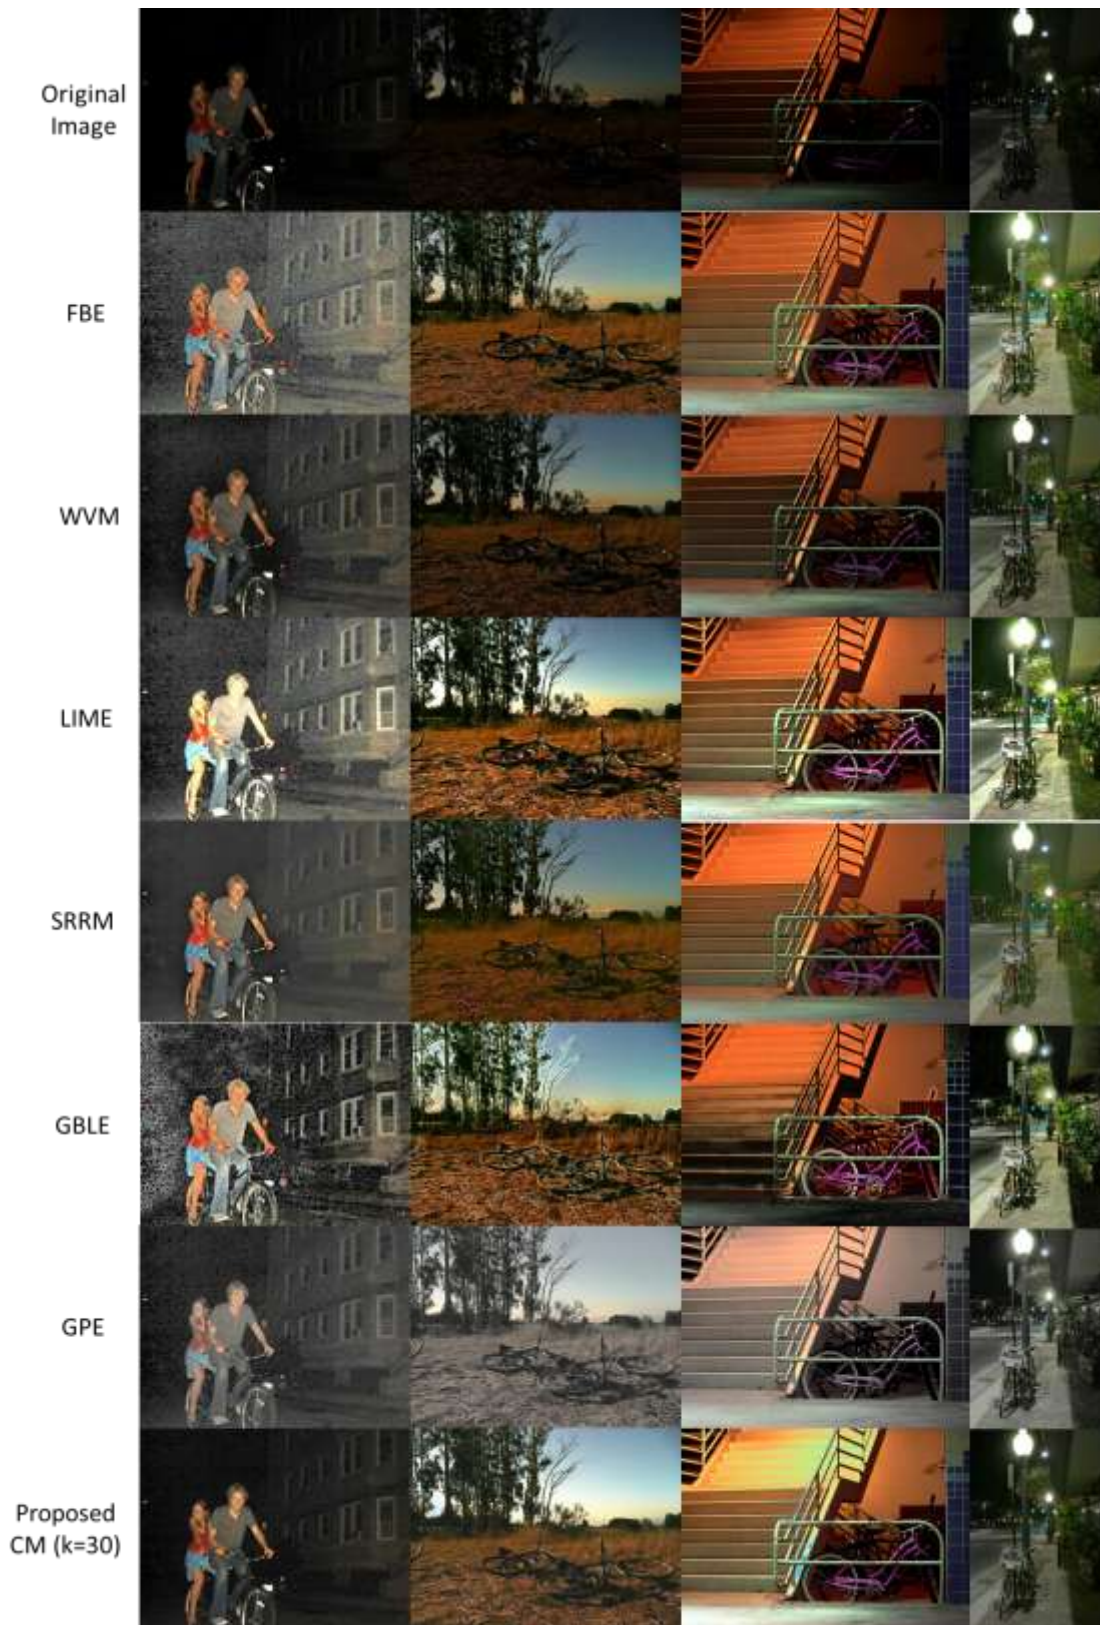 Original
Image
FBE
WVM
LIME
SRRM
GBLE
GPE
Proposed
CM (k=30)